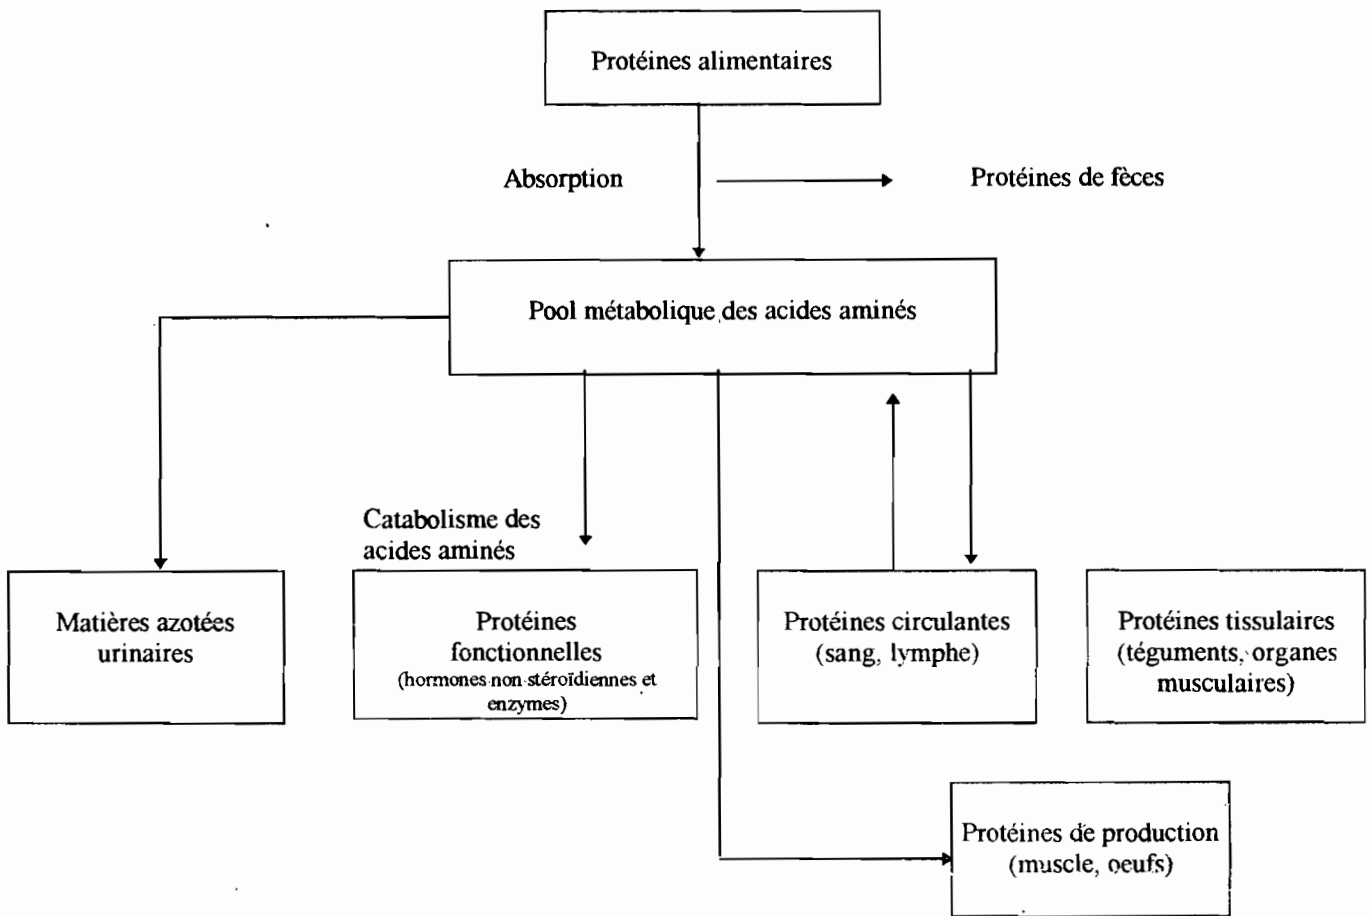 Protéines alimentaires
Absorption
Protéines de fèces
Pool métabolique des acides aminés
Catabolisme des
acides aminés
Matières azotées
urinaires
Protéines
fonctionnelles
(hormones non stéroïdiennes et
enzymes)
Protéines circulantes
(sang, lymphe)
Protéines tissulaires
(téguments, organes
musculaires)
Protéines de production
(muscle, oeufs)